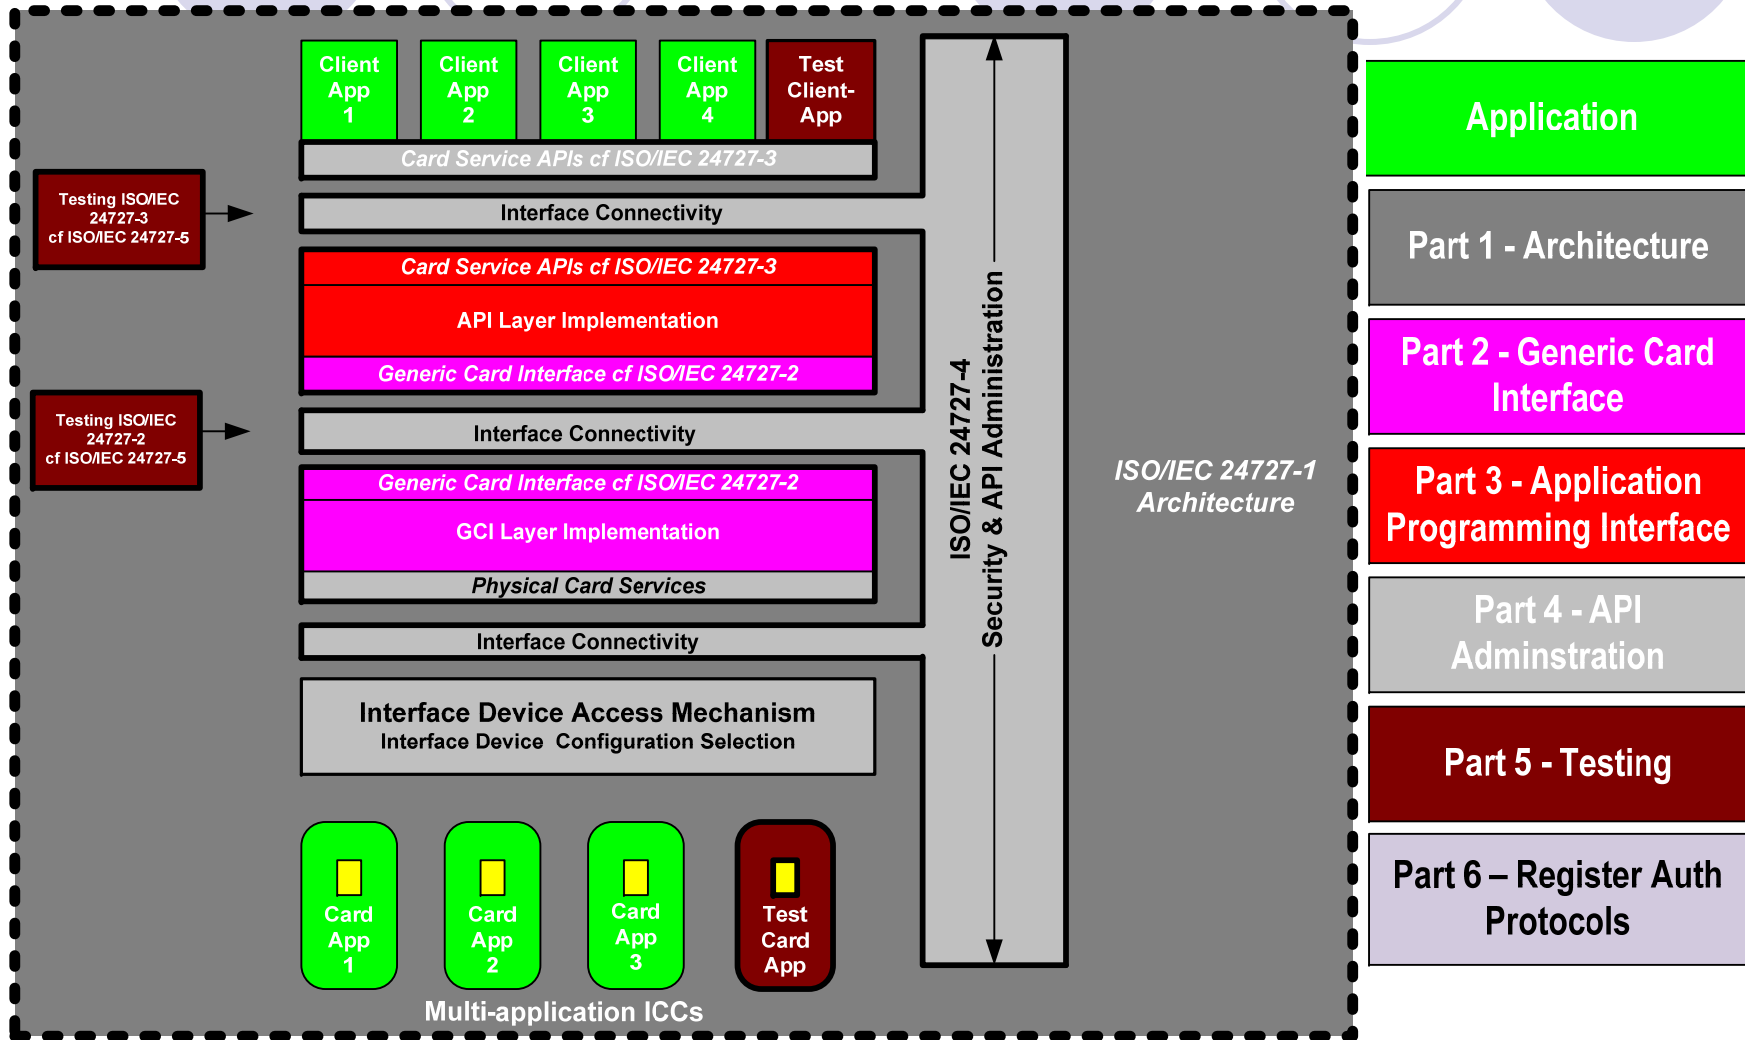 Client
App
1
Client
App
2
Client
App
3
Client
App
4
Test
Client-
App
Card Service APIs cf ISO/IEC 24727-3
Testing ISO/IEC
24727-3
cf ISO/IEC 24727-5
Interface Connectivity
Card Service APIs cf ISO/IEC 24727-3
API Layer Implementation
Generic Card Interface cf ISO/IEC 24727-2
Testing ISO/IEC
24727-2
cf ISO/IEC 24727-5
Interface Connectivity
Generic Card Interface cf ISO/IEC 24727-2
GCI Layer Implementation
Physical Card Services
Interface Connectivity
Interface Device Access Mechanism
Interface Device Configuration Selection
Card
App
1
Card
App
2
Card
App
3
Test
Card
App
Multi-application ICCs
ISO/IEC 24727-4
Security & API Administration
ISO/IEC 24727-1
Architecture
Application
Part 1 - Architecture
Part 2 - Generic Card
Interface
Part 3 - Application
Programming Interface
Part 4 - API
Adminstration
Part 5 - Testing
Part 6 – Register Auth
Protocols